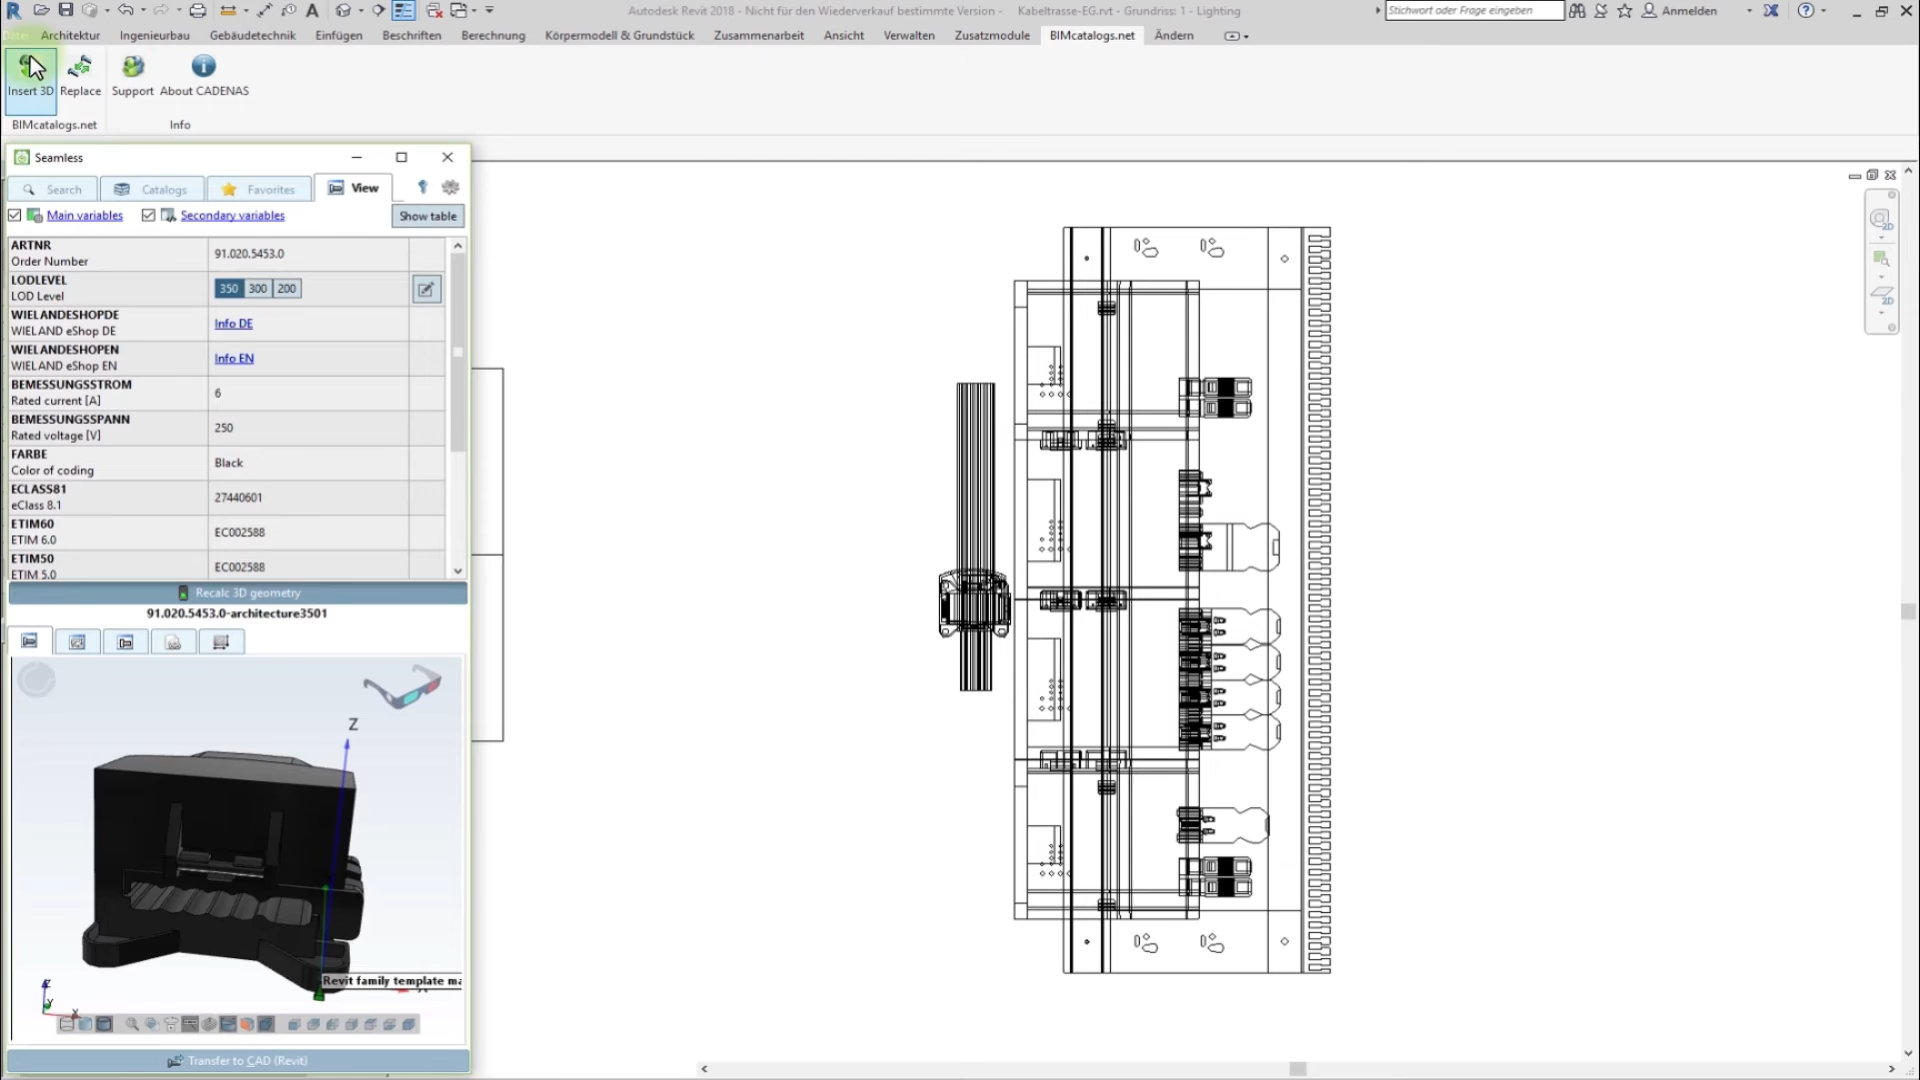 Autodesk Revit 2018 - Nicht für den Wiederverkauf bestimmte Version -    Kabeltrasse-EG.rvt - Grundriss: 1 - Lighting
Stichwort oder Frage eingeben
Anmelden
Datei Architektur Ingenieurbau Gebäudetechnik Einfügen Beschriften Berechnung Körpermodell & Grundstück Zusammenarbeit Ansicht Verwalten Zusatzmodule BIMcatalogs.net Ändern
Insert 3D Replace Support About CADENAS
BIMcatalogs.net Info
Seamless
Search Catalogs Favorites View
Main variables Secondary variables Show table
ARTNR
Order Number
91.020.5453.0
LODLEVEL
LOD Level
350 300 200
WIELANDESHOPDE
WIELAND eShop DE
Info DE
WIELANDESHOPEN
WIELAND eShop EN
Info EN
BEMESSUNGSSTROM
Rated current [A]
6
BEMESSUNGSSPANN
Rated voltage [V]
250
FARBE
Color of coding
Black
ECLASS81
eClass 8.1
27440601
ETIM60
ETIM 6.0
EC002588
ETIM50
ETIM 5.0
EC002588
Recalc 3D geometry
91.020.5453.0-architecture3501
Z
Revit family template ma
Z
Y
X
Transfer to CAD (Revit)
2D
2D